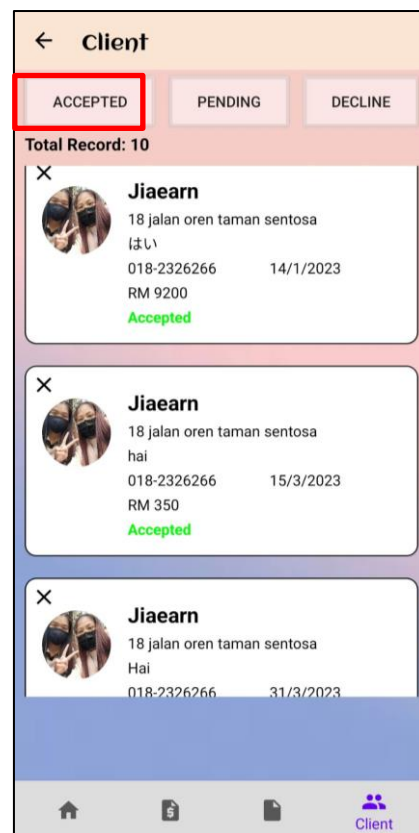 Client
ACCEPTED PENDING DECLINE
Total Record: 10
Jiaearn
18 jalan oren taman sentosa
はい
018-2326266 14/1/2023
RM 9200
Accepted
Jiaearn
18 jalan oren taman sentosa
hai
018-2326266 15/3/2023
RM 350
Accepted
Jiaearn
18 jalan oren taman sentosa
Hai
018-2326266 31/3/2023
Client